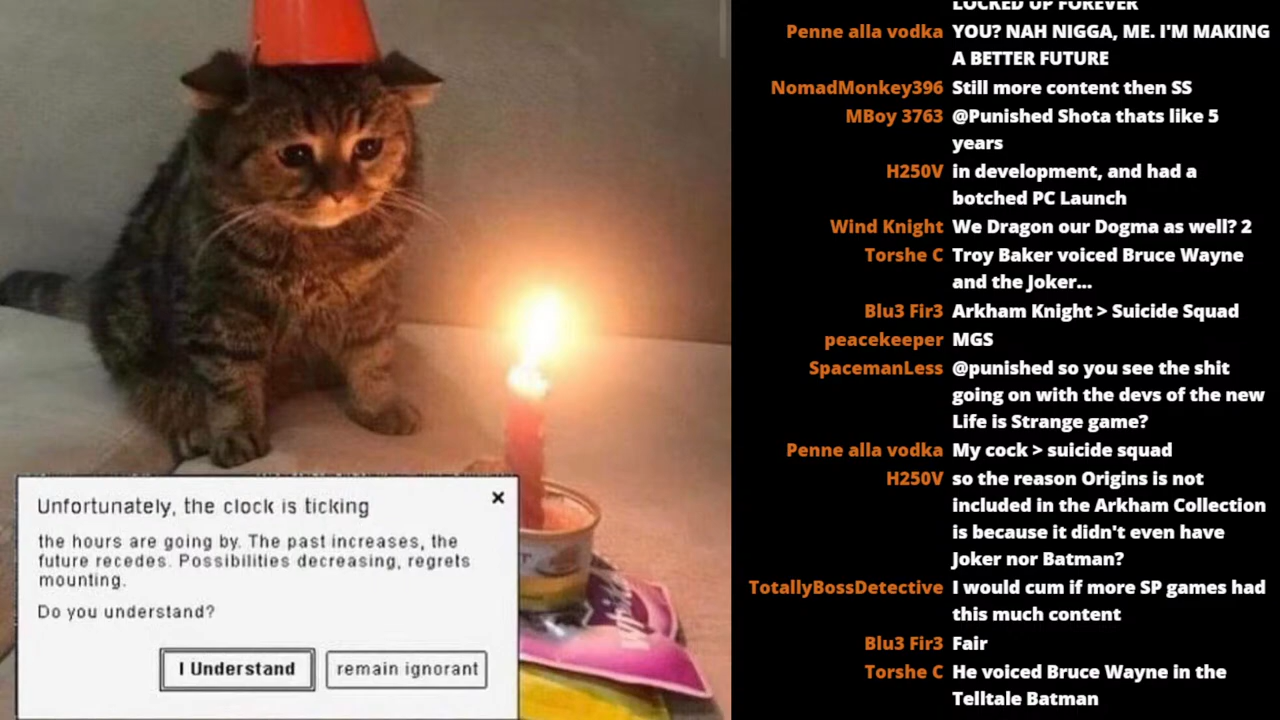 LOCKED UP FOREVER
Penne alla vodka YOU? NAH NIGGA, ME. I'M MAKING
A BETTER FUTURE
NomadMonkey396 Still more content then SS
MBoy 3763 @Punished Shota thats like 5
years
H250V in development, and had a
botched PC Launch
Wind Knight We Dragon our Dogma as well? 2
Torshe C Troy Baker voiced Bruce Wayne
and the Joker...
Blu3 Fir3 Arkham Knight > Suicide Squad
peacekeeper MGS
SpacemanLess @punished so you see the shit
going on with the devs of the new
Life is Strange game?
Penne alla vodka My cock > suicide squad
H250V so the reason Origins is not
included in the Arkham Collection
is because it didn't even have
Joker nor Batman?
TotallyBossDetective I would cum if more SP games had
this much content
Blu3 Fir3 Fair
Torshe C He voiced Bruce Wayne in the
Telltale Batman
Unfortunately, the clock is ticking
the hours are going by. The past increases, the
future recedes. Possibilities decreasing, regrets
mounting.
Do you understand?
I Understand
remain ignorant